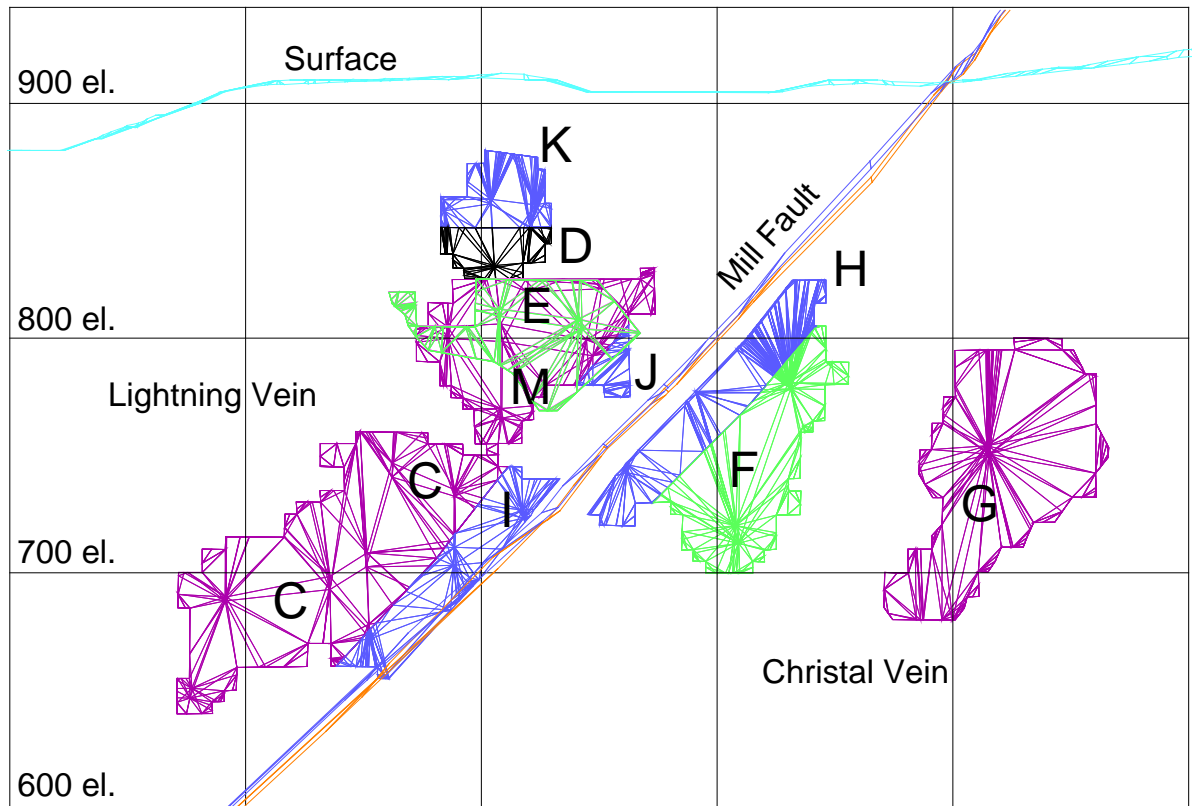 Surface
900 el.
K
Mill Fault
D
H
E
800 el.
J
M
Lightning Vein
C
F
I
G
700 el.
C
Christal Vein
600 el.